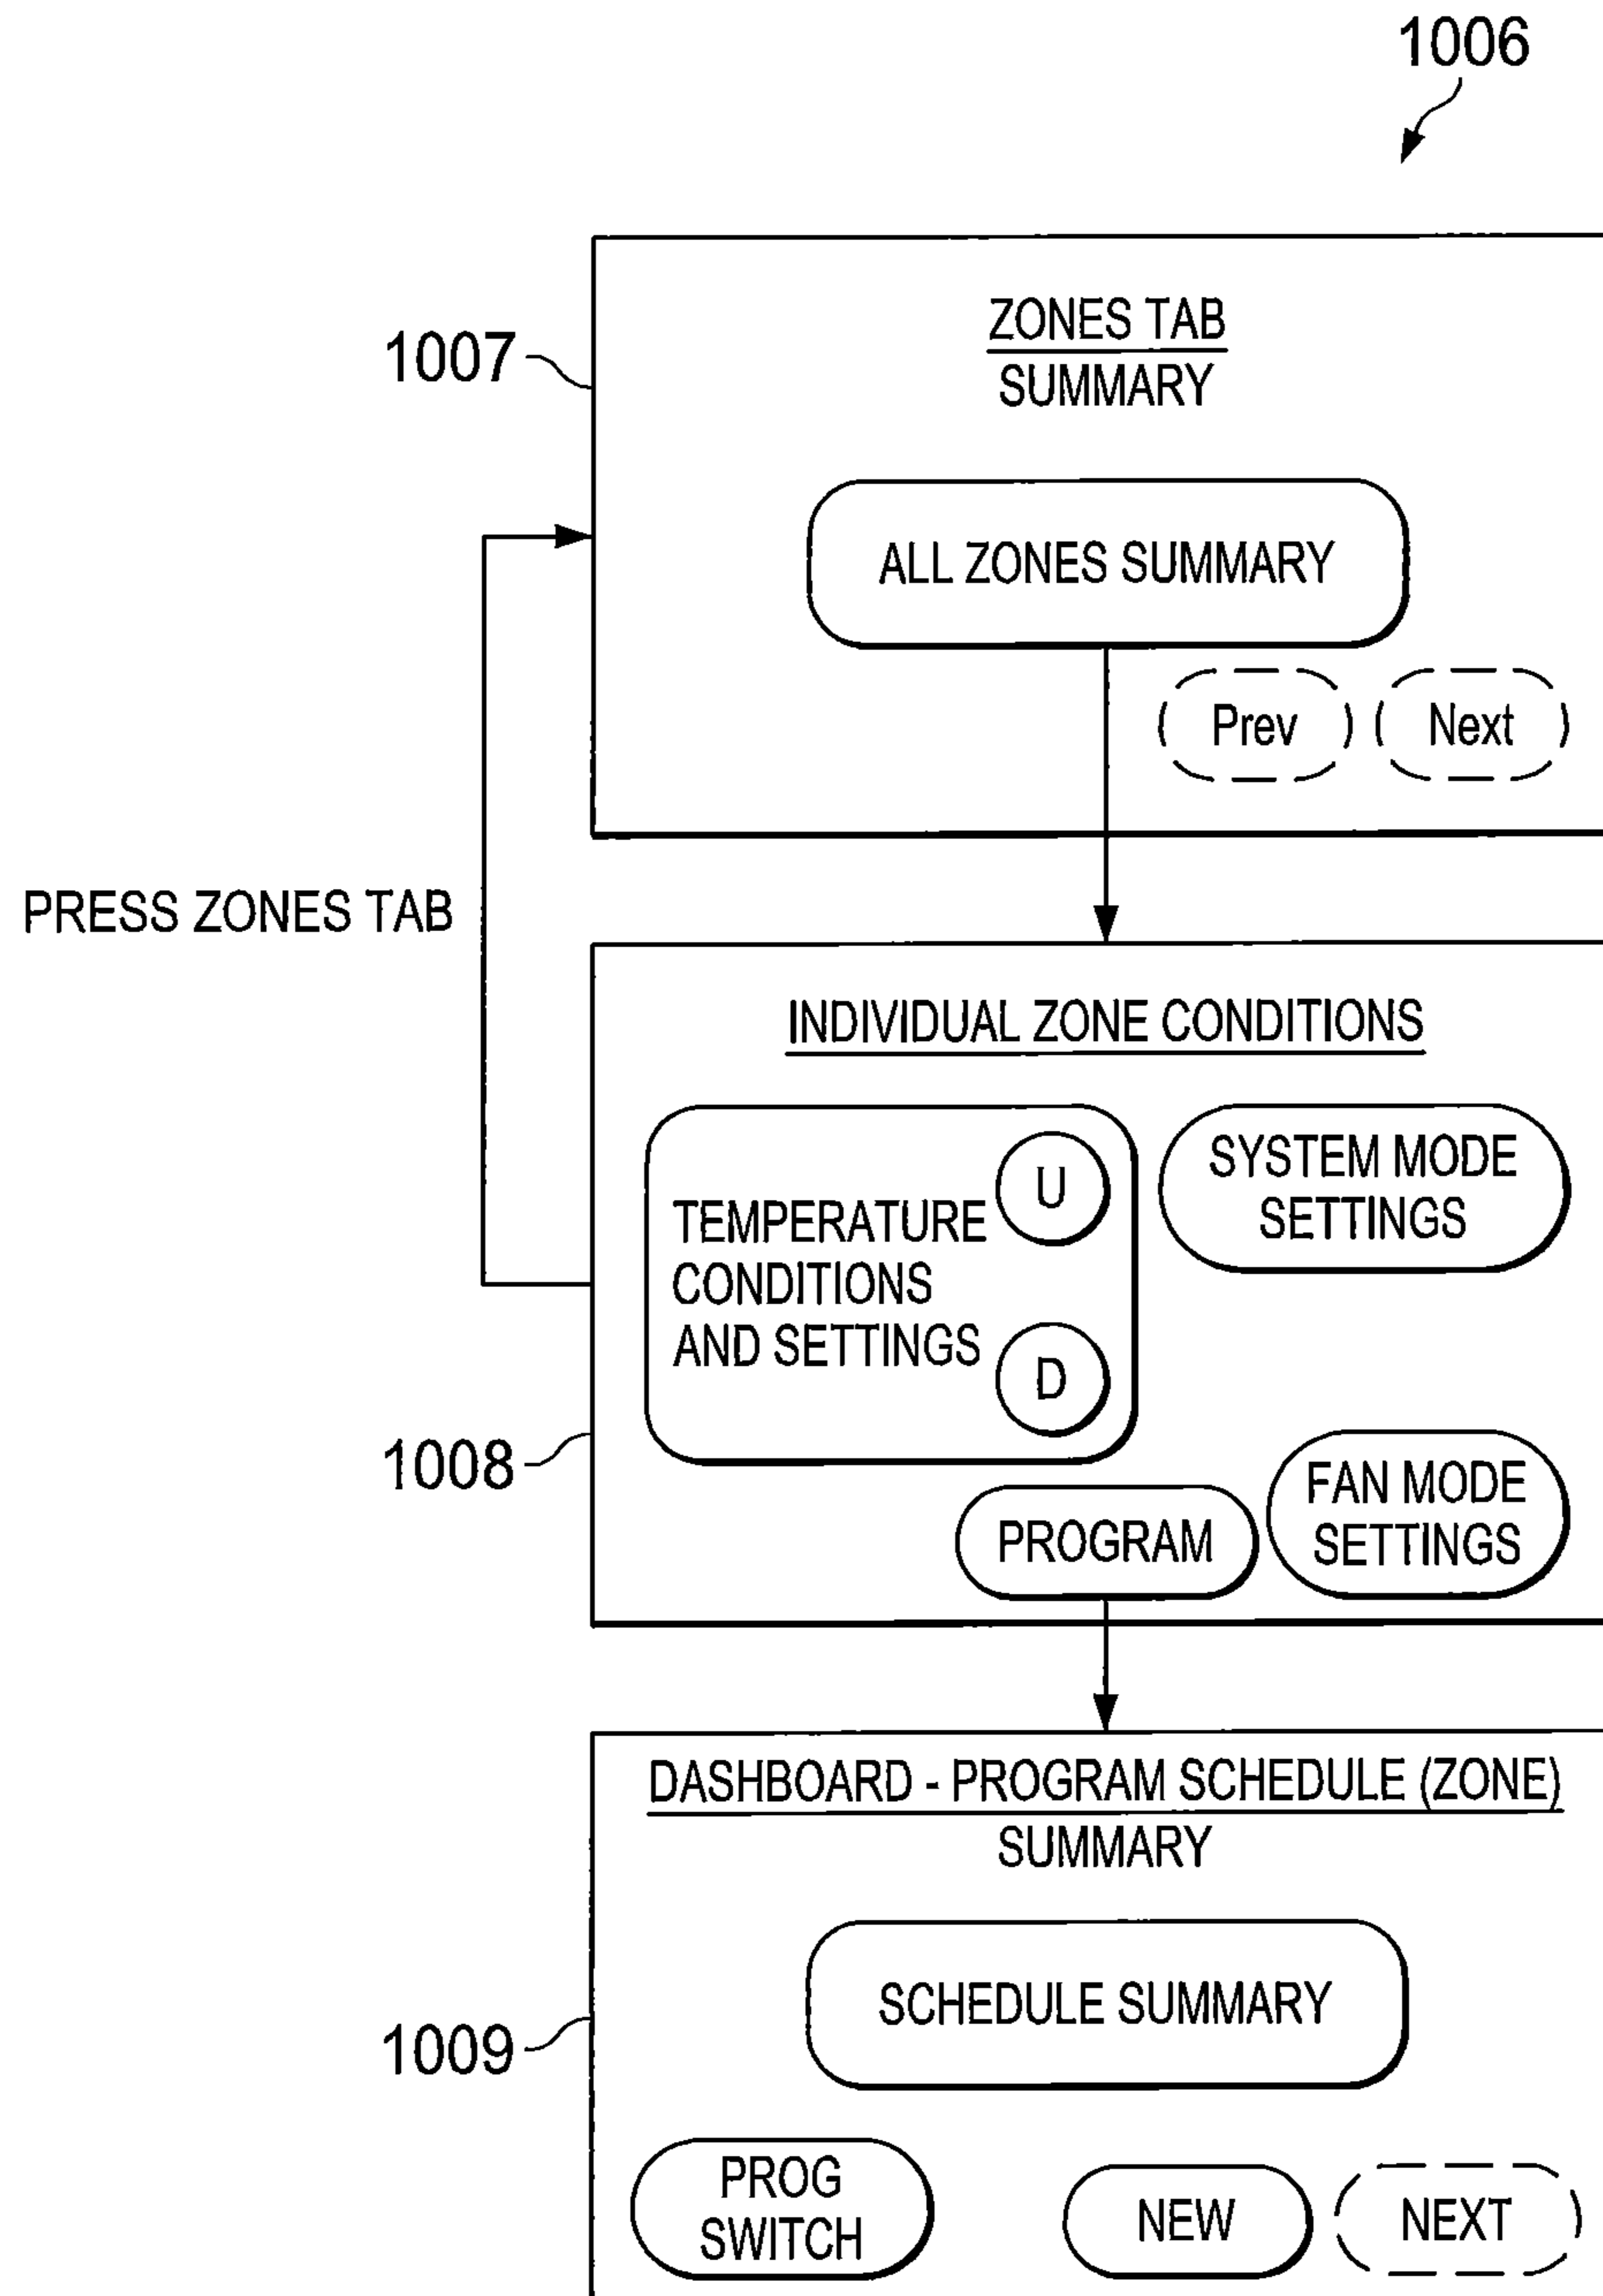 1006
ZONES TAB
SUMMARY
1007
ALL ZONES SUMMARY
Prev
Next
PRESS ZONES TAB
INDIVIDUAL ZONE CONDITIONS
U
SYSTEM MODE
SETTINGS
TEMPERATURE
CONDITIONS
AND SETTINGS
D
1008
FAN MODE
SETTINGS
PROGRAM
DASHBOARD - PROGRAM SCHEDULE (ZONE)
SUMMARY
SCHEDULE SUMMARY
1009
PROG
SWITCH
NEW
NEXT